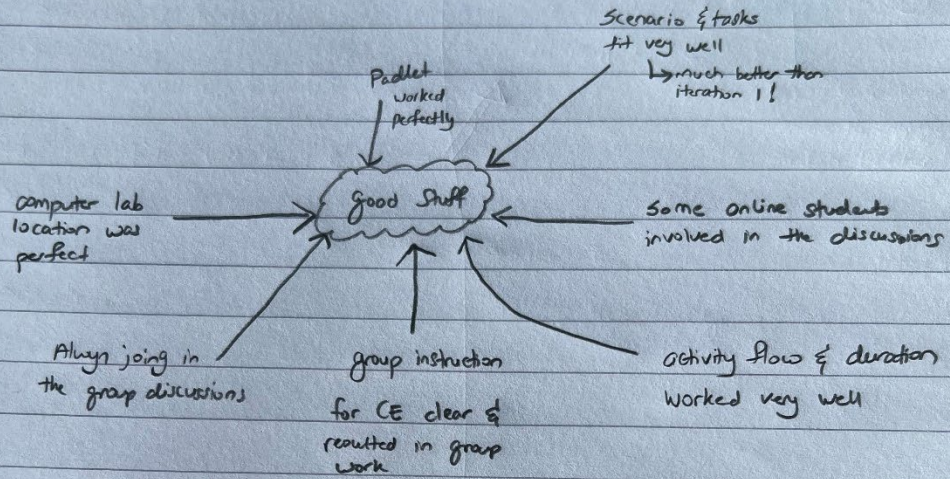 Scenario & tasks
fit very well
↳ much better than
iteration 1!
Padlet
worked
perfectly
Good Stuff
computer lab
location was
perfect
Some online students
involved in the discussions
Alwyn joing in
the group discussions
group instruction
for CE clear &
resulted in group
work
activity flow & duration
worked very well